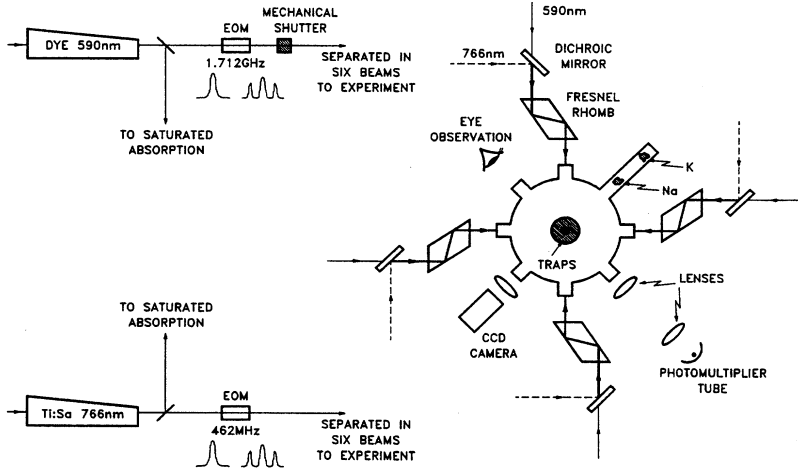 DYE 590nm
EOM
MECHANICAL
SHUTTER
1.712GHz
SEPARATED IN
SIX BEAMS
TO EXPERIMENT
TO SATURATED
ABSORPTION
590nm
766nm
DICHROIC
MIRROR
FRESNEL
RHOMB
EYE
OBSERVATION
K
Na
TRAPS
LENSES
CCD
CAMERA
PHOTOMULTIPLIER
TUBE
TO SATURATED
ABSORPTION
Ti:Sa 766nm
EOM
462MHz
SEPARATED IN
SIX BEAMS
TO EXPERIMENT